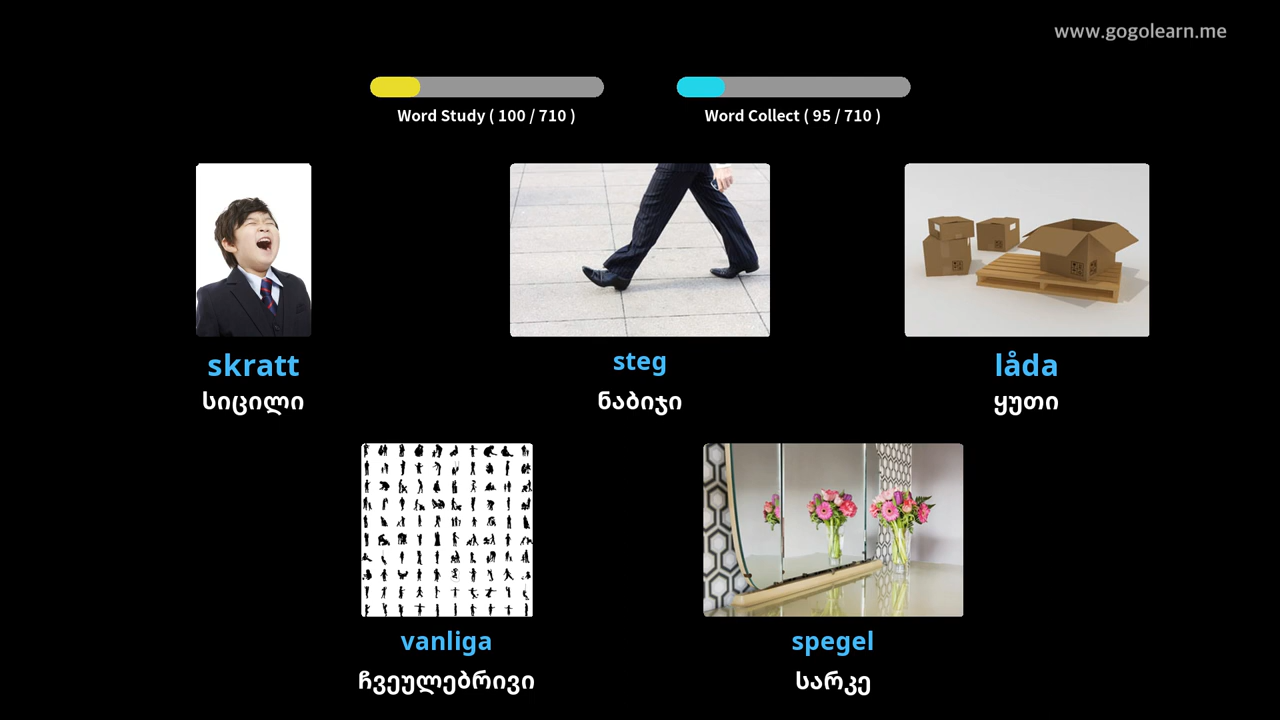 www.gogolearn.me
Word Study ( 100 / 710 )
Word Collect ( 95 / 710 )
skratt
სიცილი
steg
ნაბიჯი
låda
ყუთი
vanliga
ჩვეულებრივი
spegel
სარკე